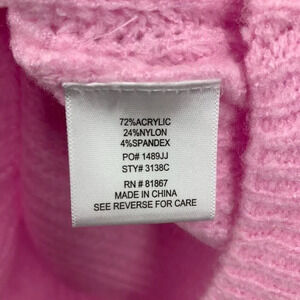 72%ACRYLIC
24%NYLON
4%SPANDEX
PO# 1489JJ
STY# 3138C
RN # 81867
MADE IN CHINA
SEE REVERSE FOR CARE